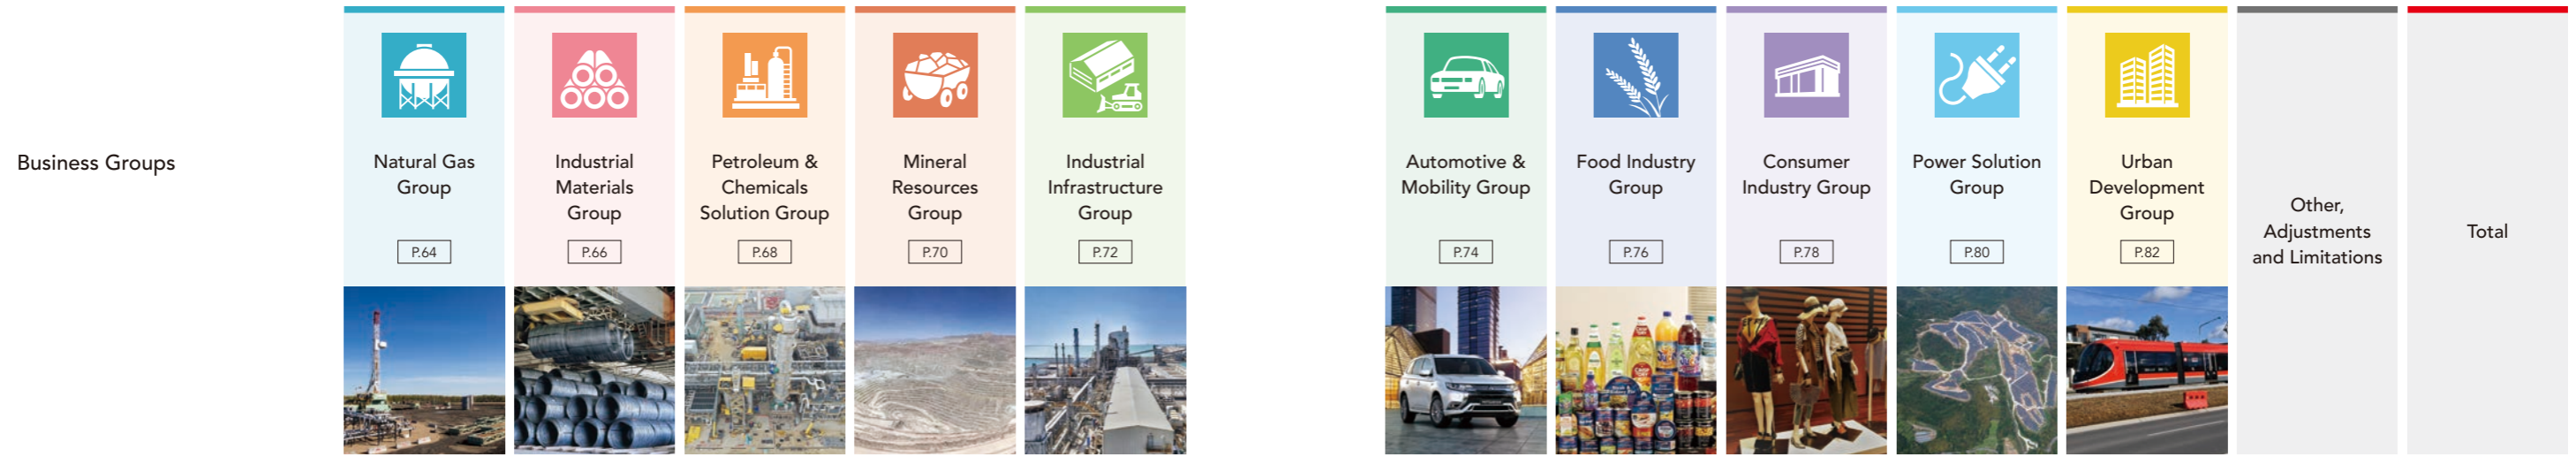 Business Groups
Natural Gas
Group
P.64
Industrial
Materials
Group
P.66
Petroleum &
Chemicals
Solution Group
P.68
Mineral
Resources
Group
P.70
Industrial
Infrastructure
Group
P.72
Automotive &
Mobility Group
P.74
Food Industry
Group
P.76
Consumer
Industry Group
P.78
Power Solution
Group
P.80
Urban
Development
Group
P.82
Other,
Adjustments
and Limitations
Total